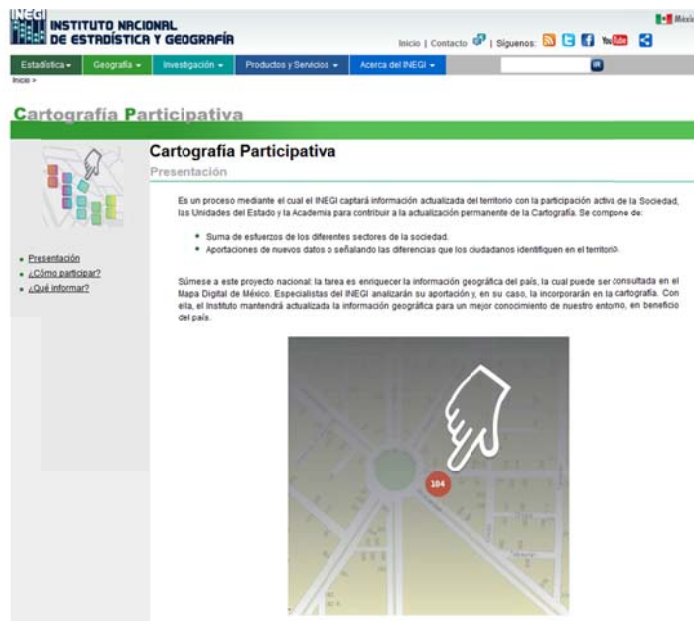 INEGI
INSTITUTO NACIONAL
DE ESTADÍSTICA Y GEOGRAFÍA
Inicio | Contacto | Síguenos:
You Tube
Estadística Geografía Investigación Productos y Servicios Acerca del INEGI
Inicio >
Cartografía Participativa
Cartografía Participativa
Presentación
Es un proceso mediante el cual el INEGI captará información actualizada del territorio con la participación activa de la Sociedad,
las Unidades del Estado y la Academia para contribuir a la actualización permanente de la Cartografía. Se compone de:
Suma de esfuerzos de los diferentes sectores de la sociedad.
Aportaciones de nuevos datos o señalando las diferencias que los ciudadanos identifiquen en el territorio.
Presentación
¿Cómo participar?
¿Qué informar?
Súmese a este proyecto nacional: la tarea es enriquecer la información geográfica del país, la cual puede ser consultada en el
Mapa Digital de México. Especialistas del INEGI analizarán su aportación y, en su caso, la incorporarán en la cartografía. Con
ella, el Instituto mantendrá actualizada la información geográfica para un mejor conocimiento de nuestro entorno, en beneficio
del país.
104